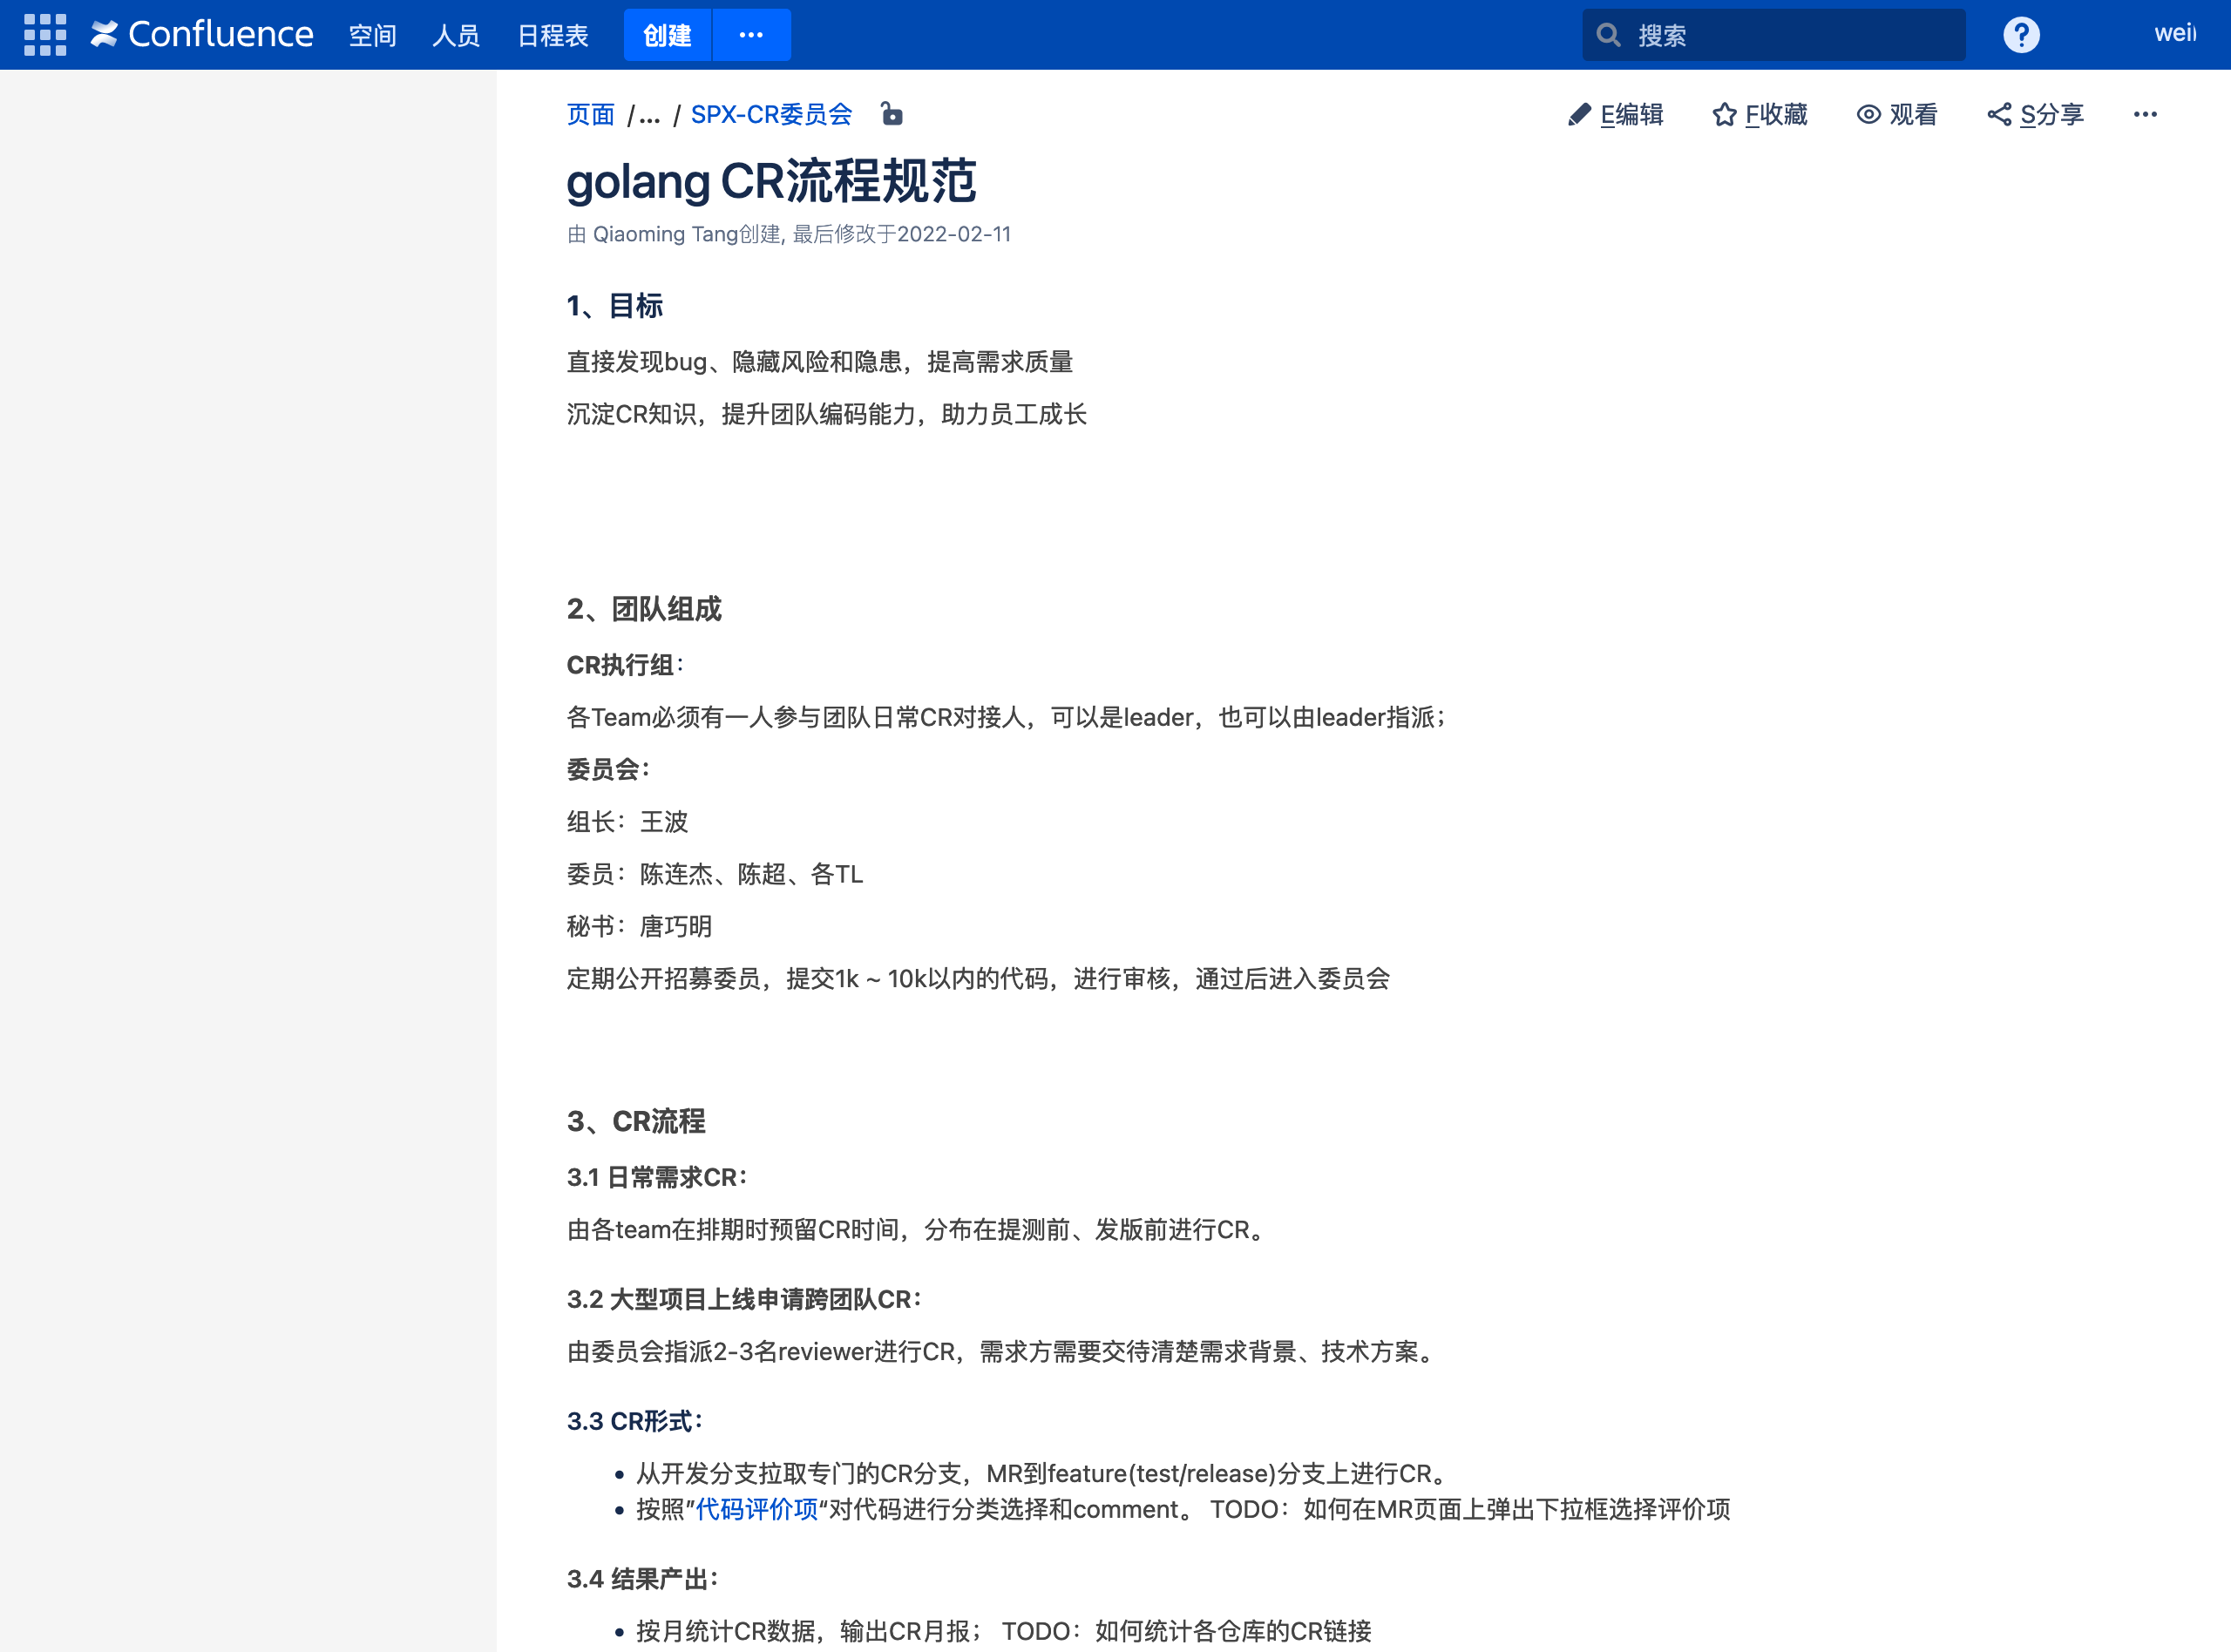 Confluence 空间 人员 日程表 创建 ··· 搜索 ? wei
页面 /... / SPX-CR委员会 E编辑 F收藏 观看 S分享 ···
golang CR流程规范
由 Qiaoming Tang创建, 最后修改于2022-02-11
1、目标
直接发现bug、隐藏风险和隐患，提高需求质量
沉淀CR知识，提升团队编码能力，助力员工成长
2、团队组成
CR执行组：
各Team必须有一人参与团队日常CR对接人，可以是leader，也可以由leader指派；
委员会：
组长：王波
委员：陈连杰、陈超、各TL
秘书：唐巧明
定期公开招募委员，提交1k ~ 10k以内的代码，进行审核，通过后进入委员会
3、CR流程
3.1 日常需求CR：
由各team在排期时预留CR时间，分布在提测前、发版前进行CR。
3.2 大型项目上线申请跨团队CR：
由委员会指派2-3名reviewer进行CR，需求方需要交待清楚需求背景、技术方案。
3.3 CR形式：
• 从开发分支拉取专门的CR分支，MR到feature(test/release)分支上进行CR。
• 按照”代码评价项“对代码进行分类选择和comment。 TODO：如何在MR页面上弹出下拉框选择评价项
3.4 结果产出：
• 按月统计CR数据，输出CR月报； TODO：如何统计各仓库的CR链接